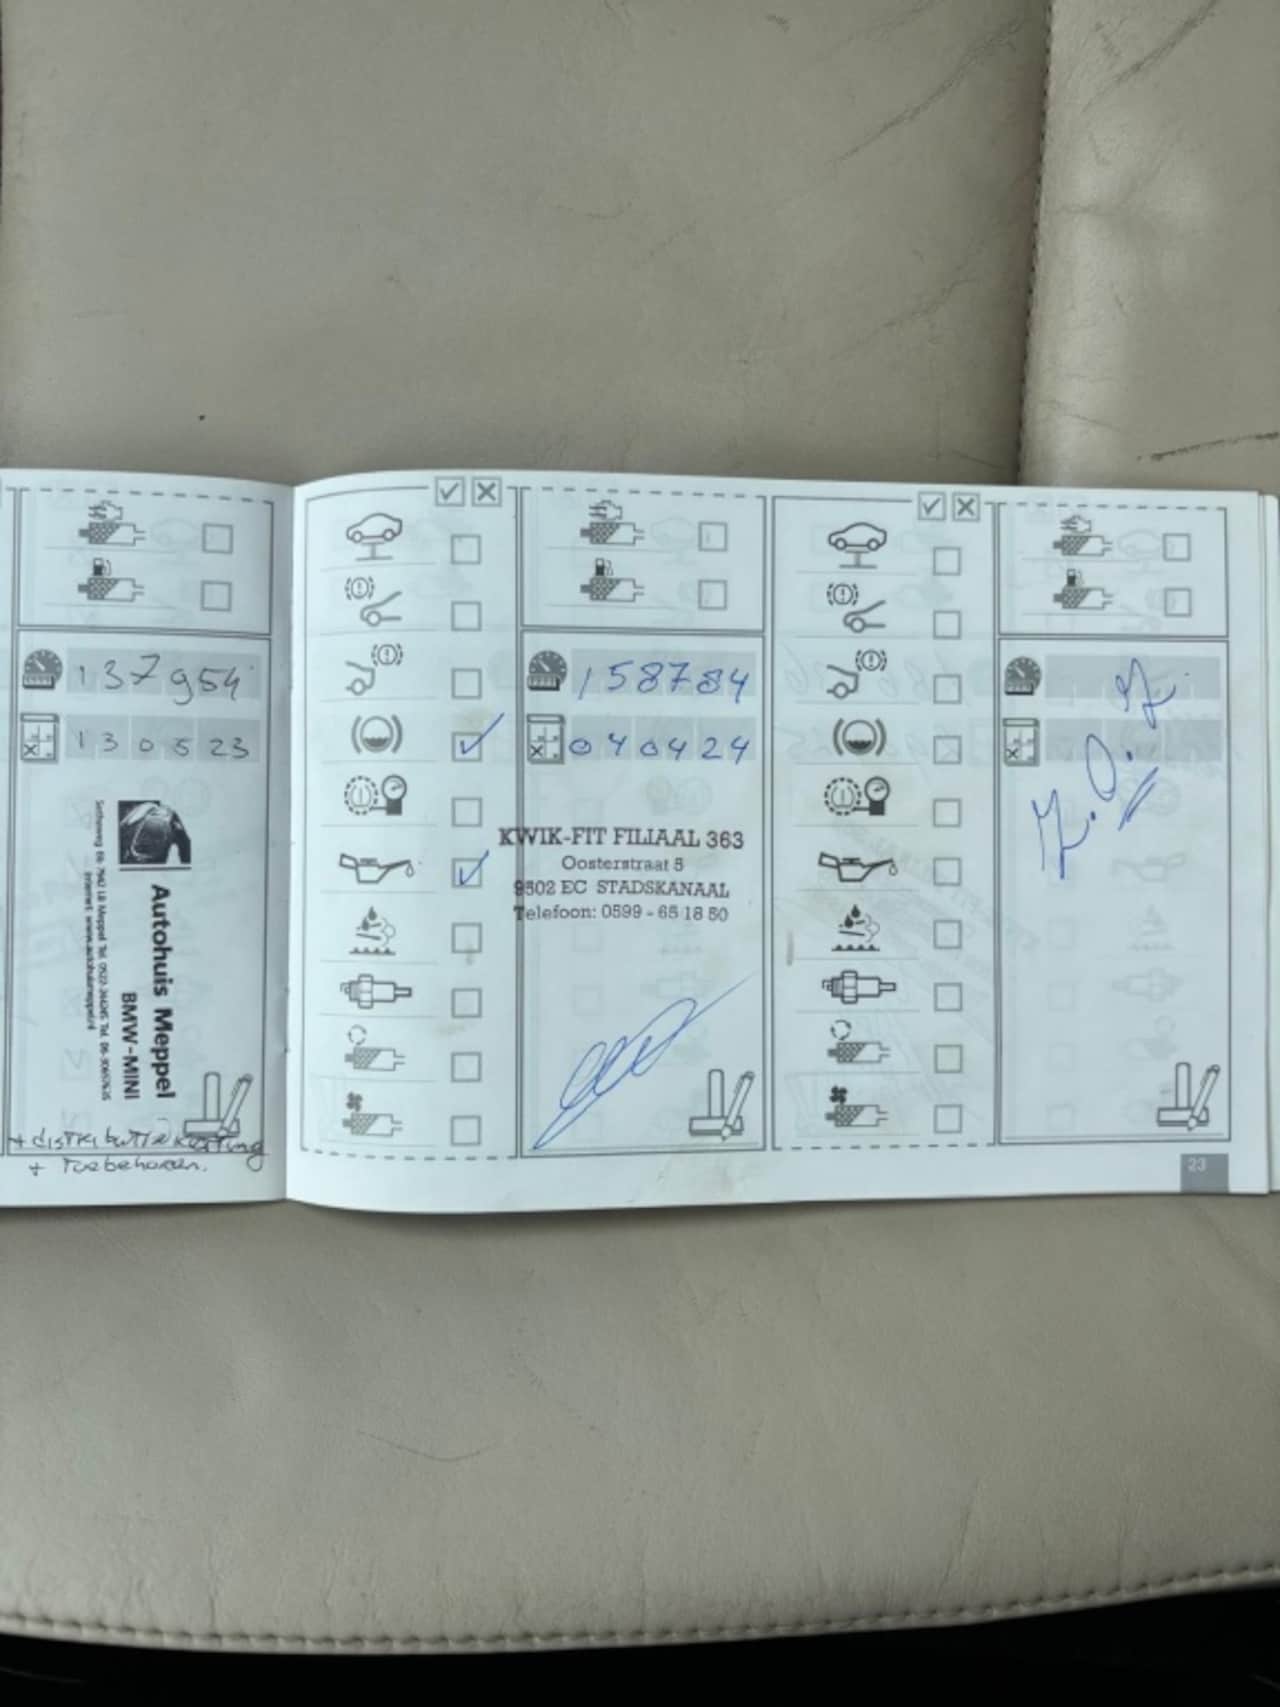 137954
130523
Autohuis Meppel
BMW-MINI
+ distributieketting
+ toebehoren.
158784
040424
KWIK-FIT FILIAAL 363
Oosterstraat 5
9502 EC STADSKANAAL
Telefoon: 0599 - 65 18 50
Z.O.Z.
23